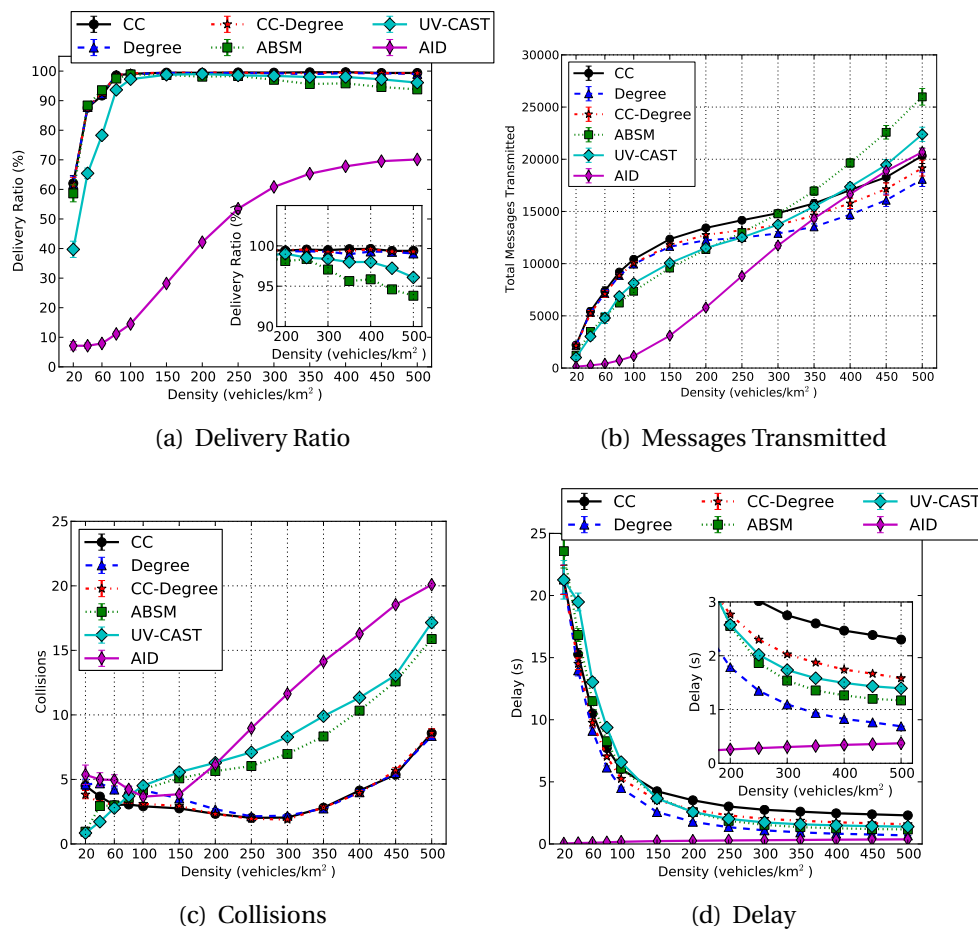 CC CC-Degree UV-CAST
Degree ABSM AID
Delivery Ratio (%)
100
90
80
70
60
50
40
30
20
10
0
20 60 100 150 200 250 300 350 400 450 500
Density (vehicles/km²)
Delivery Ratio (%)
100
95
90
200 300 400 500
Density (vehicles/km²)
(a) Delivery Ratio
CC
Degree
CC-Degree
ABSM
UV-CAST
AID
Total Messages Transmitted
30000
25000
20000
15000
10000
5000
0
20 60 100 150 200 250 300 350 400 450 500
Density (vehicles/km²)
(b) Messages Transmitted
CC
Degree
CC-Degree
ABSM
UV-CAST
AID
Collisions
25
20
15
10
5
0
20 60 100 150 200 250 300 350 400 450 500
Density (vehicles/km²)
(c) Collisions
CC CC-Degree UV-CAST
Degree ABSM AID
Delay (s)
25
20
15
10
5
0
20 60 100 150 200 250 300 350 400 450 500
Density (vehicles/km²)
Delay (s)
3
2
1
0
200 300 400 500
Density (vehicles/km²)
(d) Delay